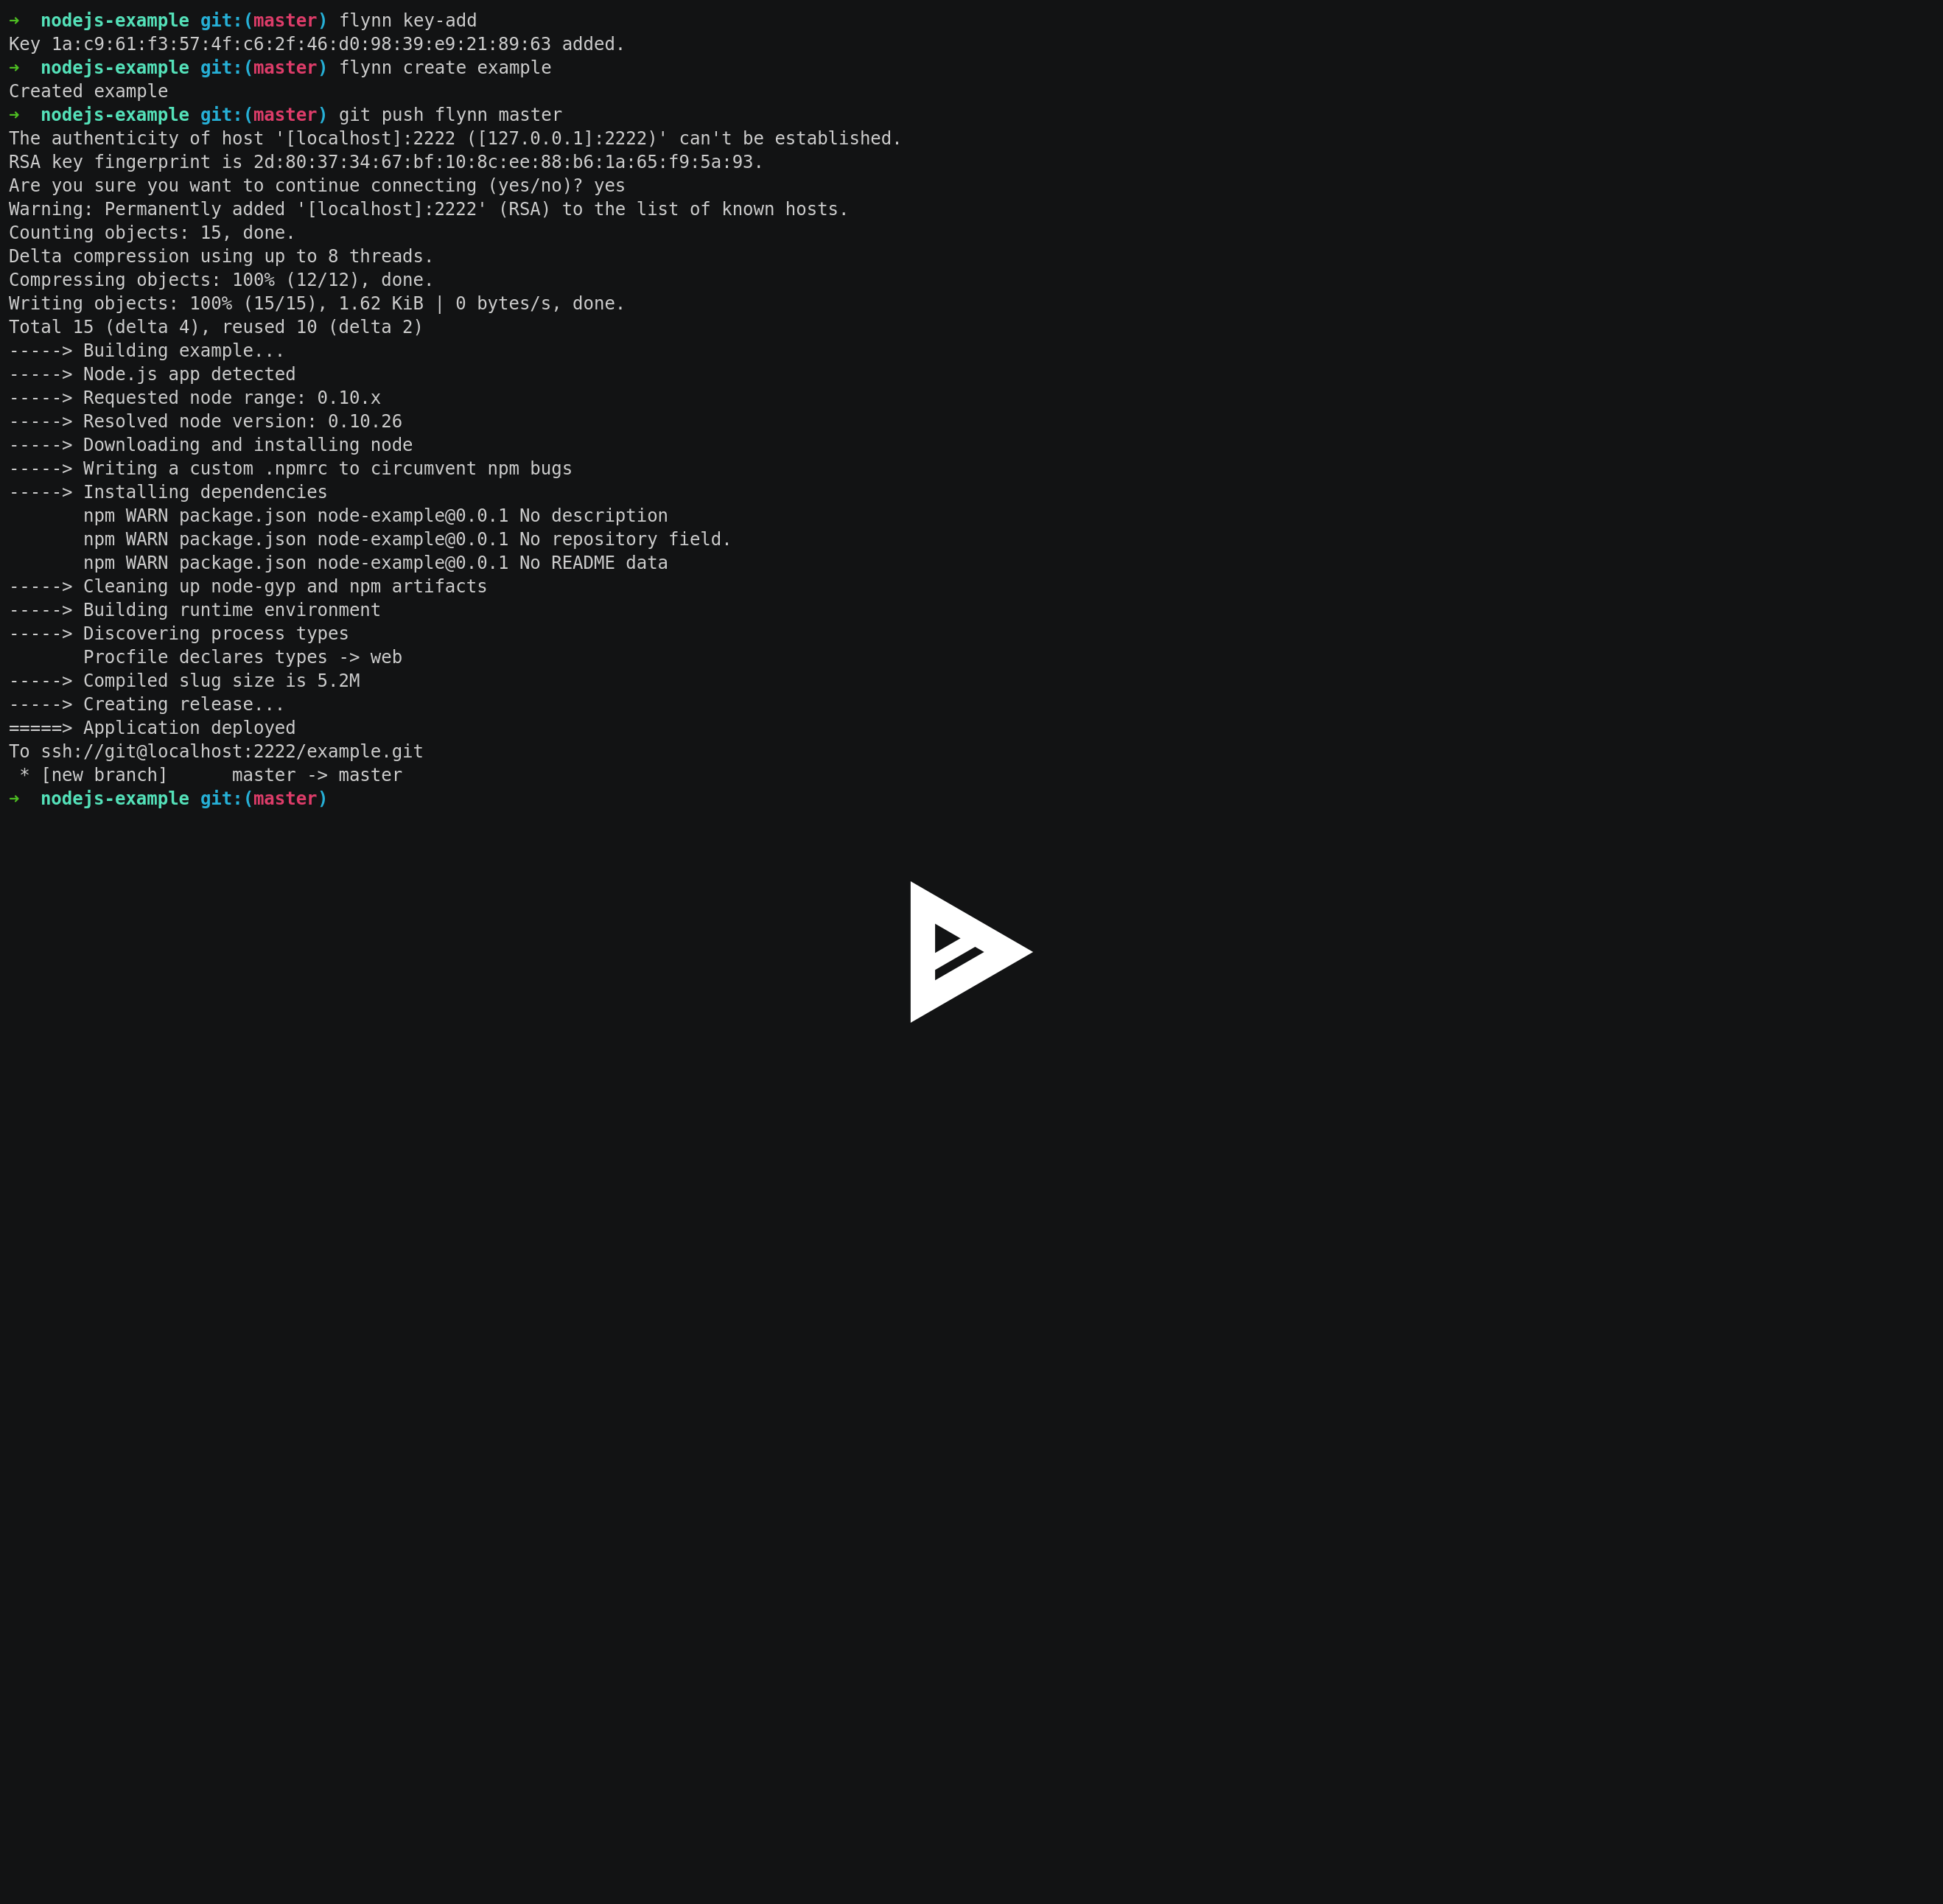 ➜  nodejs-example git:(master) flynn key-add
Key 1a:c9:61:f3:57:4f:c6:2f:46:d0:98:39:e9:21:89:63 added.
➜  nodejs-example git:(master) flynn create example
Created example
➜  nodejs-example git:(master) git push flynn master
The authenticity of host '[localhost]:2222 ([127.0.0.1]:2222)' can't be established.
RSA key fingerprint is 2d:80:37:34:67:bf:10:8c:ee:88:b6:1a:65:f9:5a:93.
Are you sure you want to continue connecting (yes/no)? yes
Warning: Permanently added '[localhost]:2222' (RSA) to the list of known hosts.
Counting objects: 15, done.
Delta compression using up to 8 threads.
Compressing objects: 100% (12/12), done.
Writing objects: 100% (15/15), 1.62 KiB | 0 bytes/s, done.
Total 15 (delta 4), reused 10 (delta 2)
-----> Building example...
-----> Node.js app detected
-----> Requested node range: 0.10.x
-----> Resolved node version: 0.10.26
-----> Downloading and installing node
-----> Writing a custom .npmrc to circumvent npm bugs
-----> Installing dependencies
       npm WARN package.json node-example@0.0.1 No description
       npm WARN package.json node-example@0.0.1 No repository field.
       npm WARN package.json node-example@0.0.1 No README data
-----> Cleaning up node-gyp and npm artifacts
-----> Building runtime environment
-----> Discovering process types
       Procfile declares types -> web
-----> Compiled slug size is 5.2M
-----> Creating release...
=====> Application deployed
To ssh://git@localhost:2222/example.git
 * [new branch]      master -> master
➜  nodejs-example git:(master)